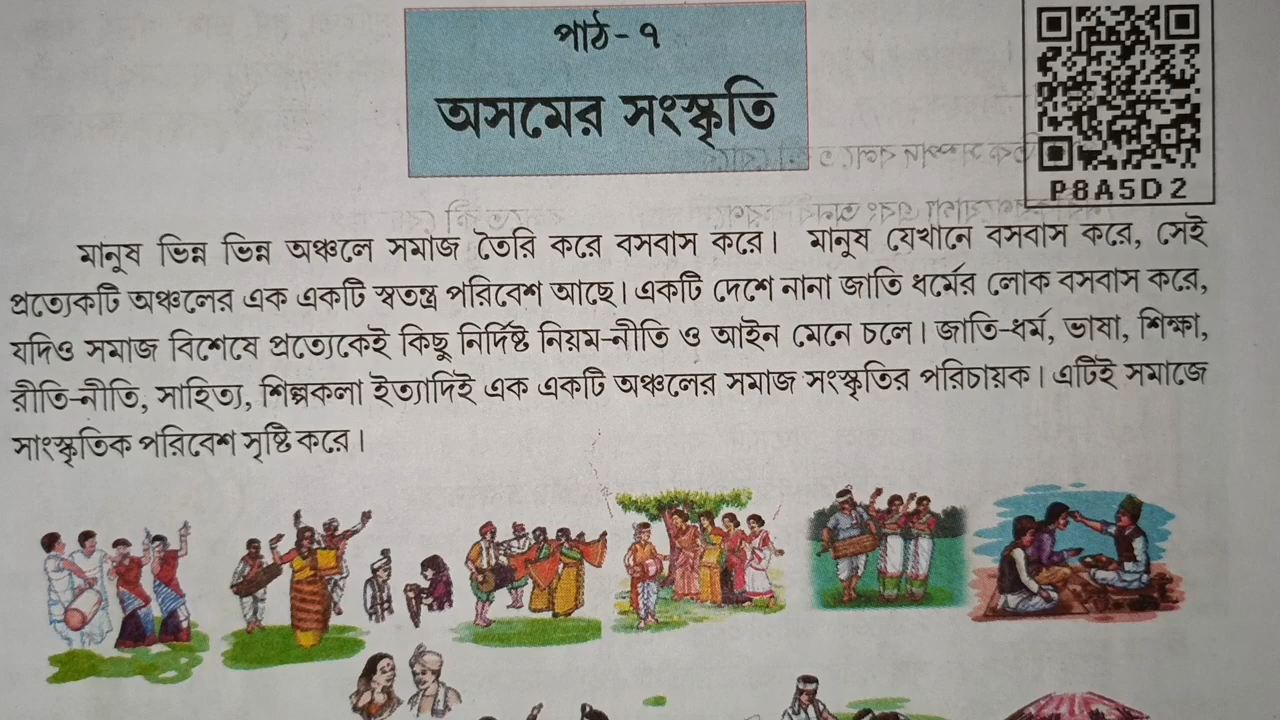 পাঠ - ৭
অসমের সংস্কৃতি
P8A5D2
মানুষ ভিন্ন ভিন্ন অঞ্চলে সমাজ তৈরি করে বসবাস করে। মানুষ যেখানে বসবাস করে, সেই
প্রত্যেকটি অঞ্চলের এক একটি স্বতন্ত্র পরিবেশ আছে। একটি দেশে নানা জাতি ধর্মের লোক বসবাস করে,
যদিও সমাজ বিশেষে প্রত্যেকেই কিছু নির্দিষ্ট নিয়ম-নীতি ও আইন মেনে চলে। জাতি-ধর্ম, ভাষা, শিক্ষা,
রীতি-নীতি, সাহিত্য, শিল্পকলা ইত্যাদিই এক একটি অঞ্চলের সমাজ সংস্কৃতির পরিচায়ক। এটিই সমাজে
সাংস্কৃতিক পরিবেশ সৃষ্টি করে।